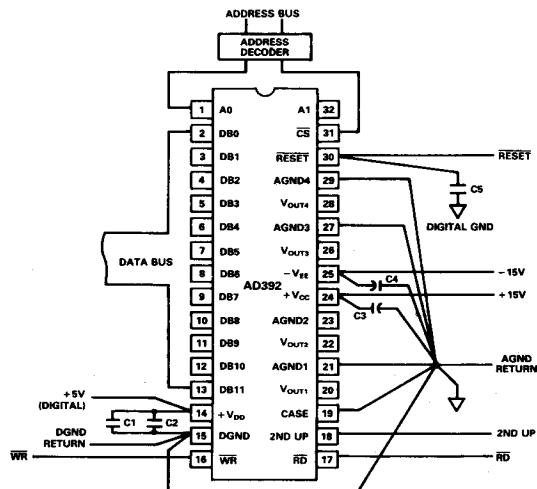 ADDRESS BUS
ADDRESS
DECODER
1 A0 A1 32
2 DB0 CS 31
3 DB1 RESET 30 RESET
4 DB2 AGND4 29
C5
5 DB3 VOUT4 28
6 DB4 AGND3 27 DIGITAL GND
7 DB5 VOUT3 26
DATA BUS
8 DB6 -VEE 25 -15V
C4
AD392
9 DB7 +VCC 24 +15V
C3
10 DB8 AGND2 23
11 DB9 VOUT2 22
12 DB10 AGND1 21 AGND
RETURN
13 DB11 VOUT1 20
+5V
(DIGITAL)
14 +VDD CASE 19
C1 C2
DGND
RETURN
15 DGND 2ND UP 18 2ND UP
WR 16 WR RD 17 RD